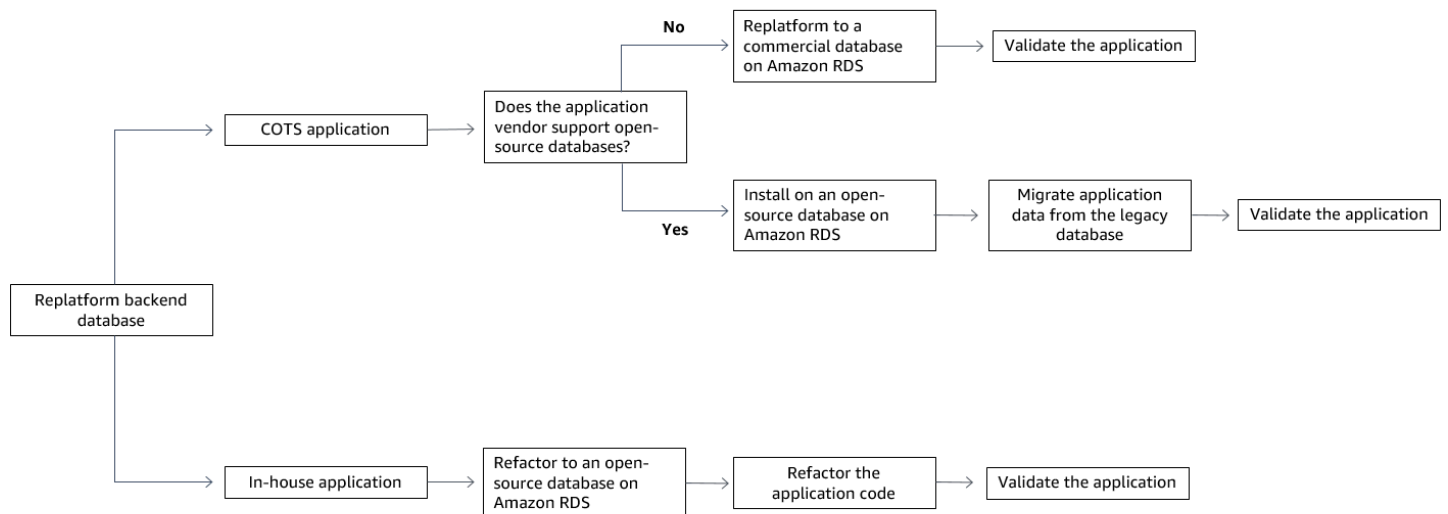 No
Replatform to a
commercial database
on Amazon RDS
Validate the application
COTS application
Does the application
vendor support open-
source databases?
Yes
Install on an open-
source database on
Amazon RDS
Migrate application
data from the legacy
database
Validate the application
Replatform backend
database
In-house application
Refactor to an open-
source database on
Amazon RDS
Refactor the
application code
Validate the application